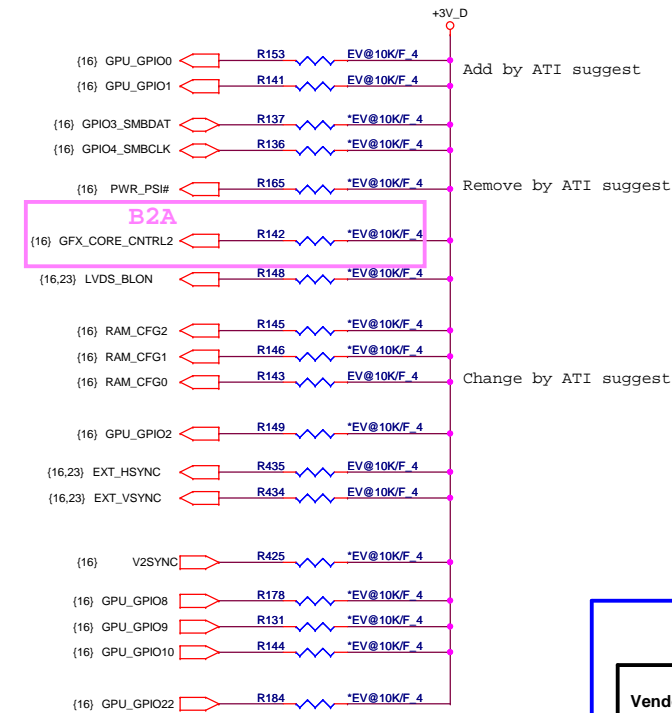 +3V_D
{16} GPU_GPIO0 R153 EV@10K/F_4
Add by ATI suggest
{16} GPU_GPIO1 R141 EV@10K/F_4
{16} GPIO3_SMBDAT R137 *EV@10K/F_4
{16} GPIO4_SMBCLK R136 *EV@10K/F_4
{16} PWR_PSI# R165 *EV@10K/F_4 Remove by ATI suggest
B2A
{16} GFX_CORE_CNTRL2 R142 *EV@10K/F_4
{16,23} LVDS_BLON R148 *EV@10K/F_4
{16} RAM_CFG2 R145 *EV@10K/F_4
{16} RAM_CFG1 R146 *EV@10K/F_4
{16} RAM_CFG0 R143 EV@10K/F_4 Change by ATI suggest
{16} GPU_GPIO2 R149 *EV@10K/F_4
{16,23} EXT_HSYNC R435 EV@10K/F_4
{16,23} EXT_VSYNC R434 EV@10K/F_4
{16} V2SYNC R425 *EV@10K/F_4
{16} GPU_GPIO8 R178 *EV@10K/F_4
{16} GPU_GPIO9 R131 *EV@10K/F_4
{16} GPU_GPIO10 R144 *EV@10K/F_4
{16} GPU_GPIO22 R184 *EV@10K/F_4
Vend